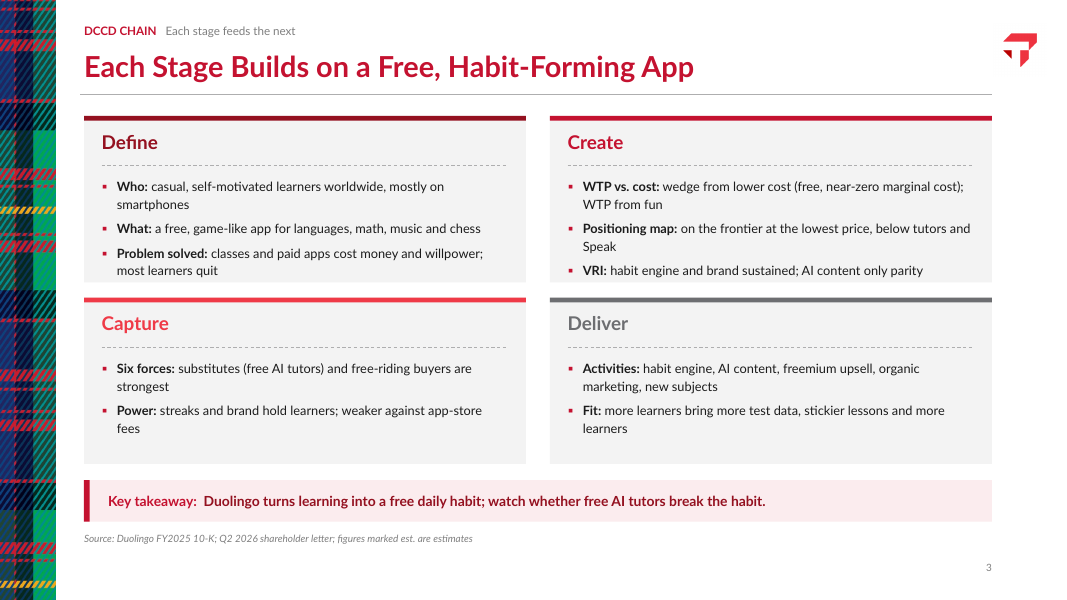 DCCD CHAIN Each stage feeds the next
Each Stage Builds on a Free, Habit-Forming App
Define
▪ Who: casual, self-motivated learners worldwide, mostly on
smartphones
▪ What: a free, game-like app for languages, math, music and chess
▪ Problem solved: classes and paid apps cost money and willpower;
most learners quit
Create
▪ WTP vs. cost: wedge from lower cost (free, near-zero marginal cost);
WTP from fun
▪ Positioning map: on the frontier at the lowest price, below tutors and
Speak
▪ VRI: habit engine and brand sustained; AI content only parity
Capture
▪ Six forces: substitutes (free AI tutors) and free-riding buyers are
strongest
▪ Power: streaks and brand hold learners; weaker against app-store
fees
Deliver
▪ Activities: habit engine, AI content, freemium upsell, organic
marketing, new subjects
▪ Fit: more learners bring more test data, stickier lessons and more
learners
Key takeaway: Duolingo turns learning into a free daily habit; watch whether free AI tutors break the habit.
Source: Duolingo FY2025 10-K; Q2 2026 shareholder letter; figures marked est. are estimates
3